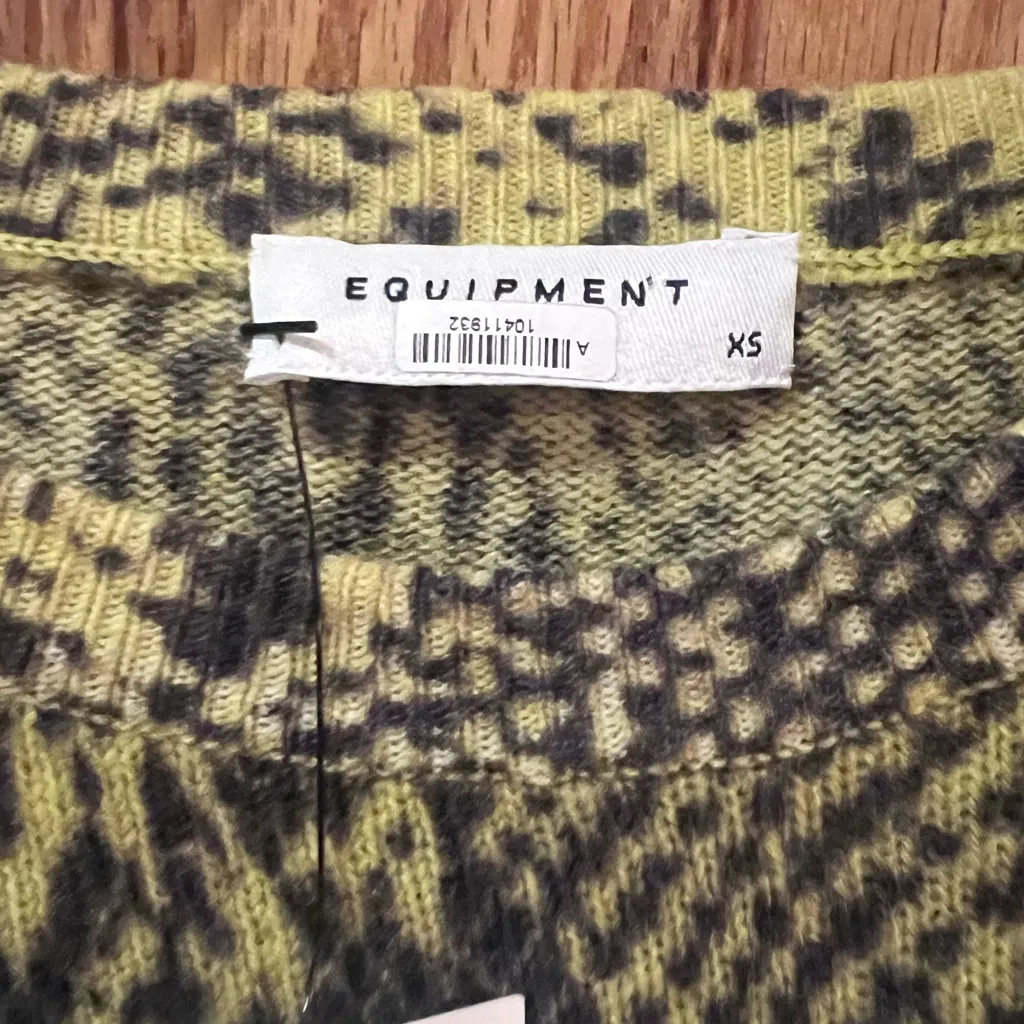 EQUIPMENT
XS
10411932
A